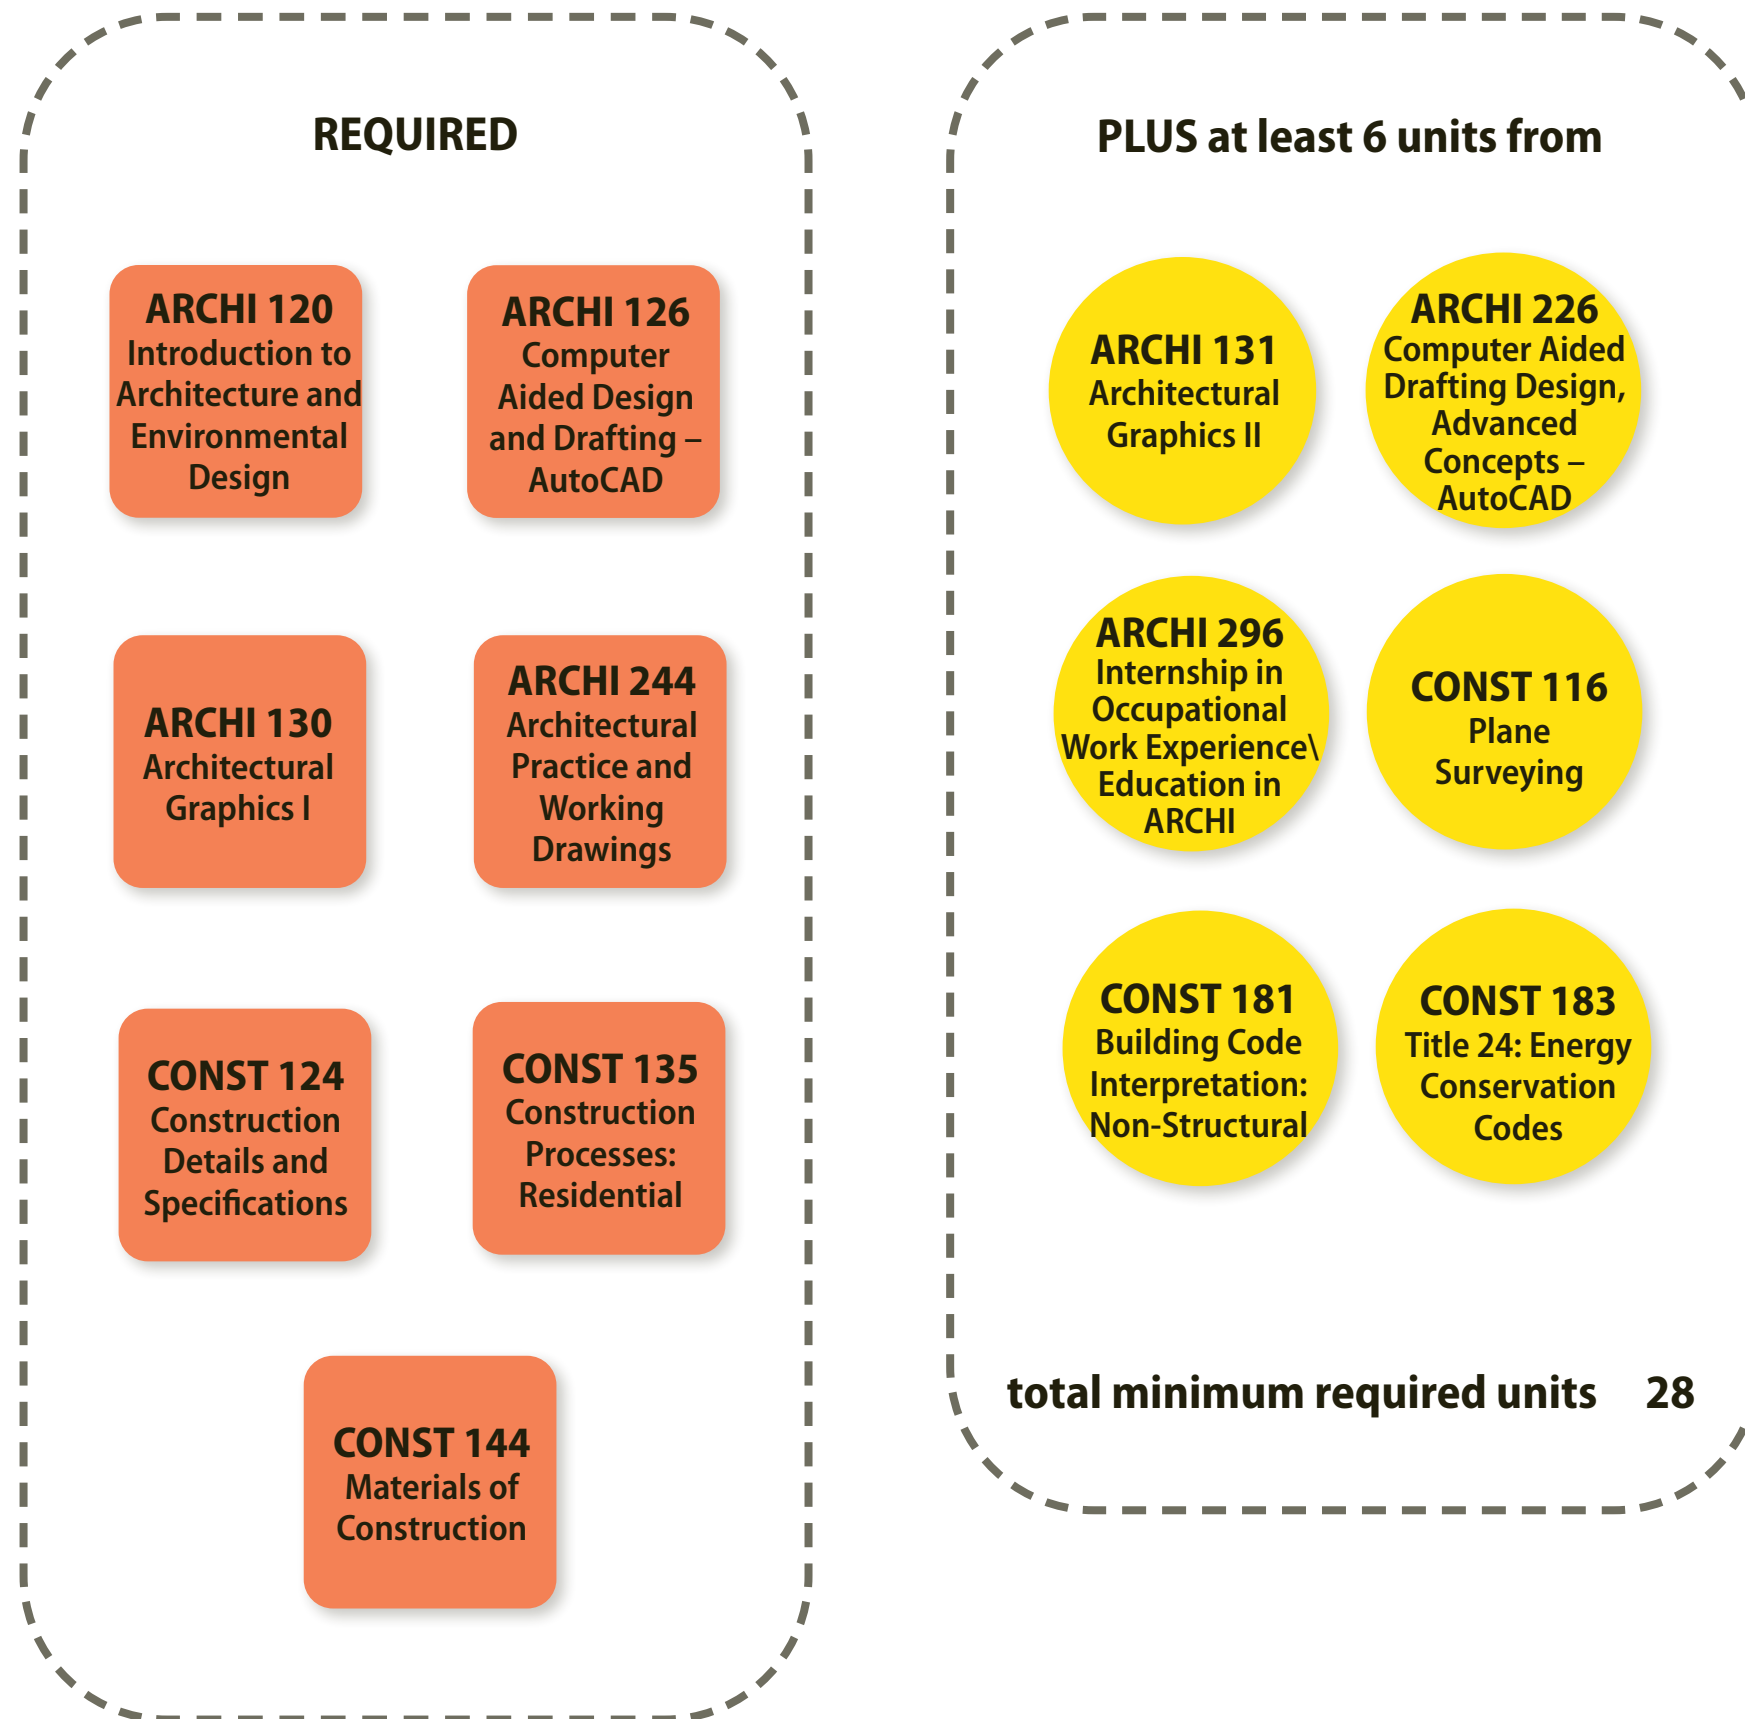 REQUIRED
ARCHI 120
Introduction to
Architecture and
Environmental
Design
ARCHI 126
Computer
Aided Design
and Drafting –
AutoCAD
ARCHI 130
Architectural
Graphics I
ARCHI 244
Architectural
Practice and
Working
Drawings
CONST 124
Construction
Details and
Specifications
CONST 135
Construction
Processes:
Residential
CONST 144
Materials of
Construction
PLUS at least 6 units from
ARCHI 131
Architectural
Graphics II
ARCHI 226
Computer Aided
Drafting Design,
Advanced
Concepts –
AutoCAD
ARCHI 296
Internship in
Occupational
Work Experience\
Education in
ARCHI
CONST 116
Plane
Surveying
CONST 181
Building Code
Interpretation:
Non-Structural
CONST 183
Title 24: Energy
Conservation
Codes
total minimum required units 28